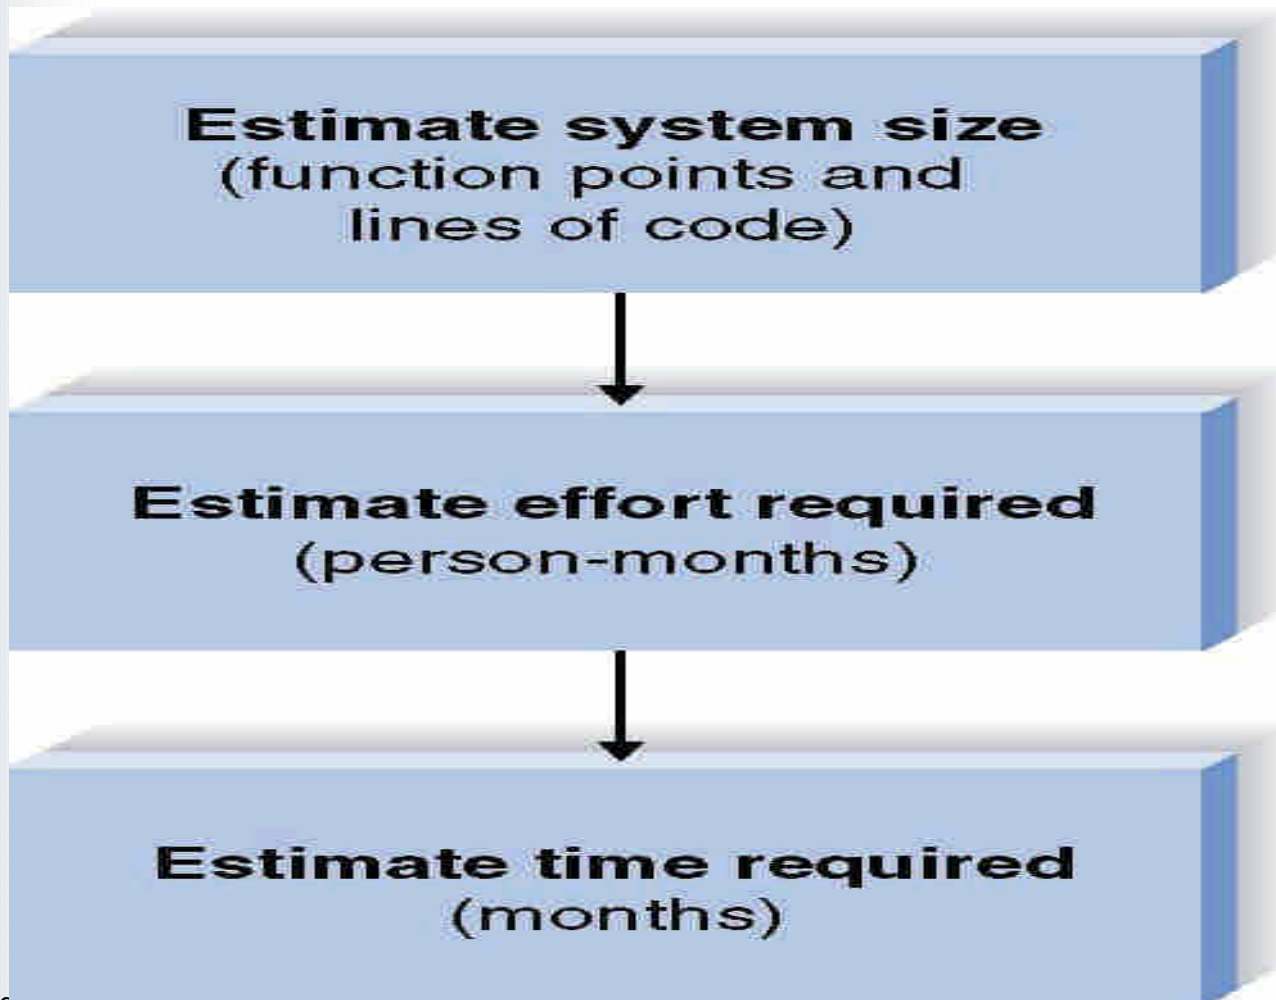 Estimate system size
(function points and
lines of code)
Estimate effort required
(person-months)
Estimate time required
(months)